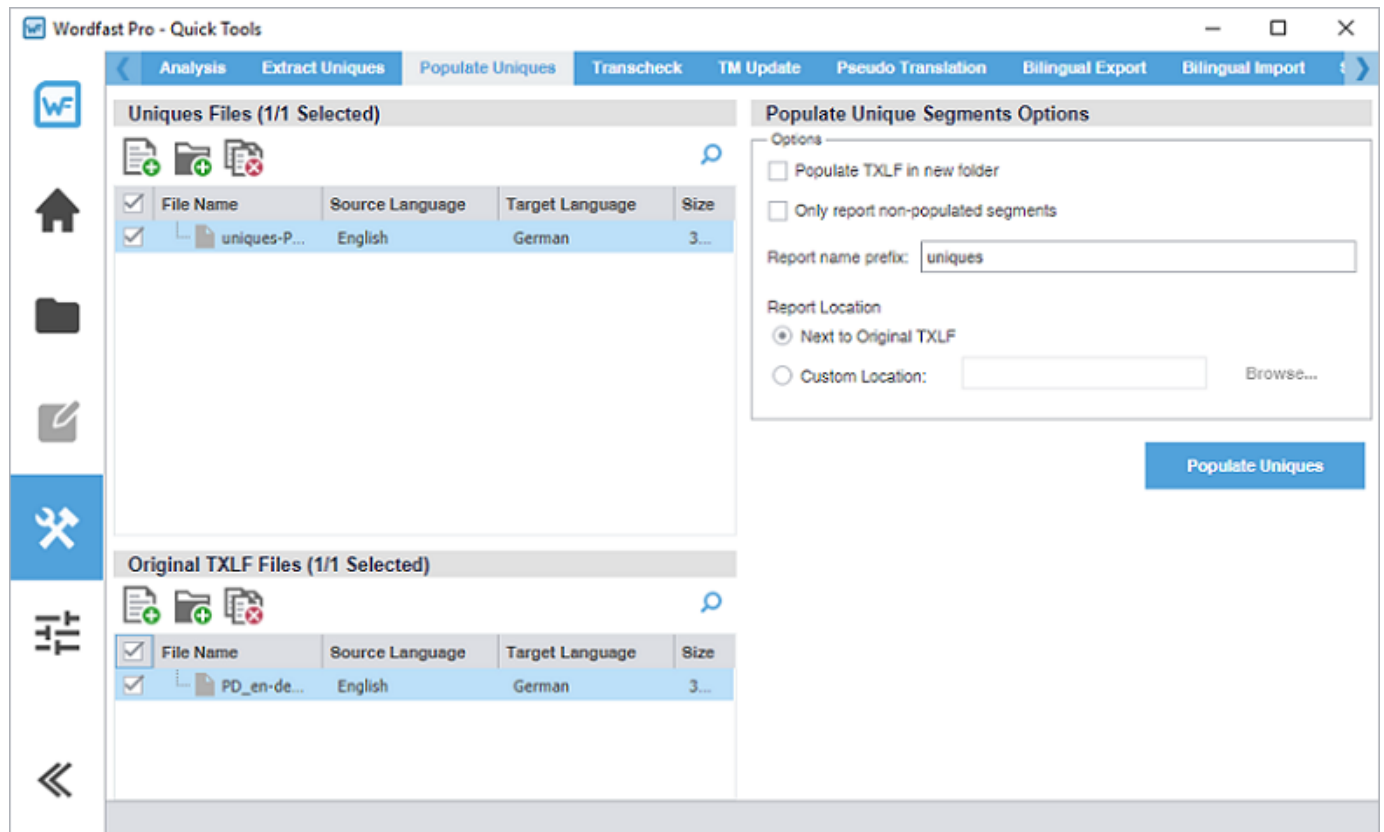 Wordfast Pro - Quick Tools
Analysis Extract Uniques Populate Uniques Transcheck TM Update Pseudo Translation Bilingual Export Bilingual Import
WF
Uniques Files (1/1 Selected)
File Name Source Language Target Language Size
uniques-P... English German 3...
Original TXLF Files (1/1 Selected)
File Name Source Language Target Language Size
PD_en-de... English German 3...
Populate Unique Segments Options
Options
Populate TXLF in new folder
Only report non-populated segments
Report name prefix: uniques
Report Location
Next to Original TXLF
Custom Location: Browse...
Populate Uniques